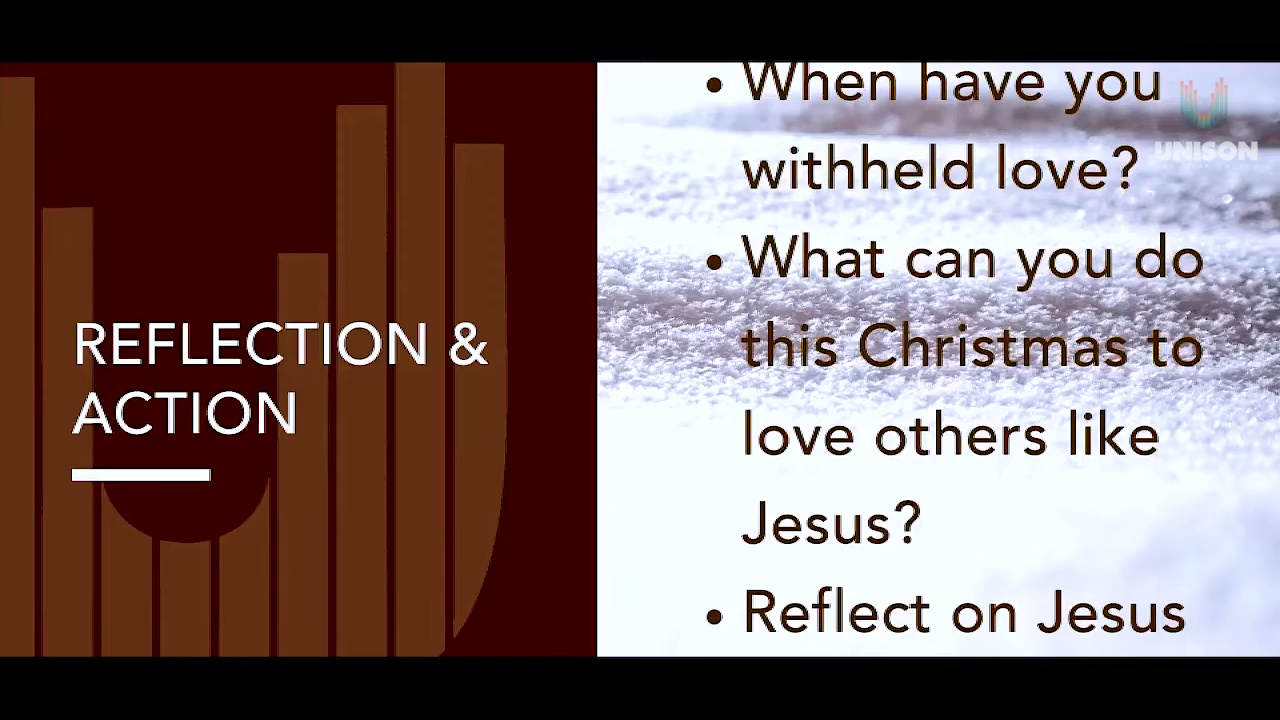 REFLECTION &
ACTION
• When have you
withheld love?
• What can you do
this Christmas to
love others like
Jesus?
• Reflect on Jesus
UNISON